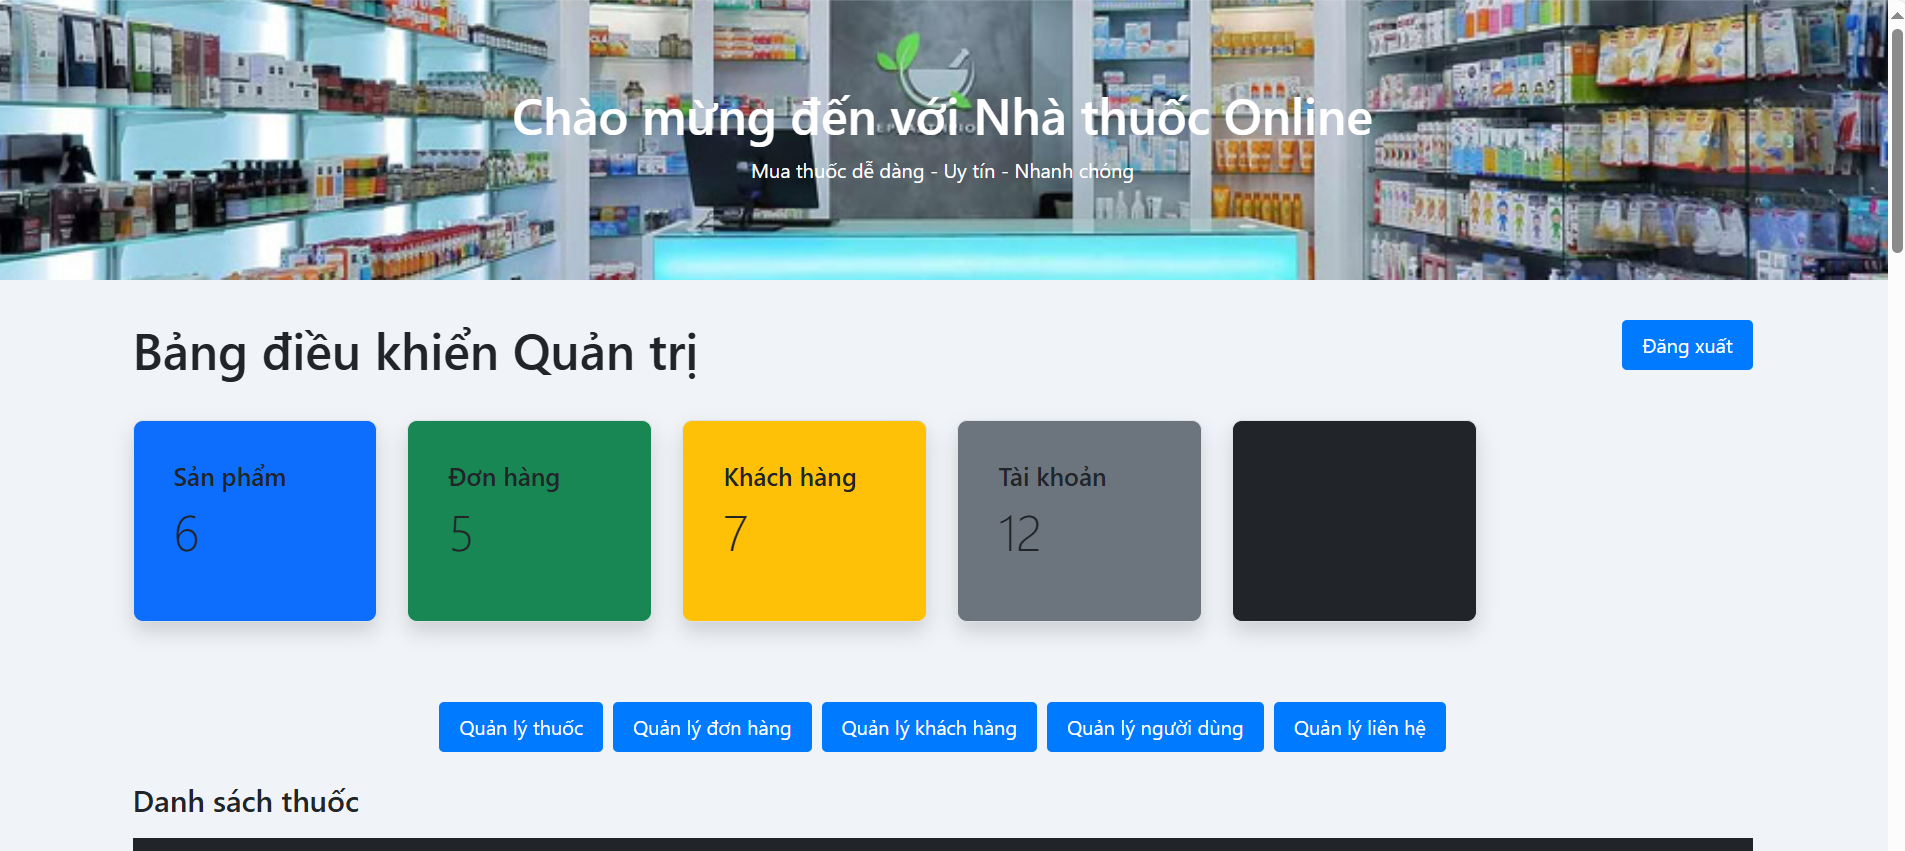 Chào mừng đến với Nhà thuốc Online
Mua thuốc dễ dàng - Uy tín - Nhanh chóng
Bảng điều khiển Quản trị
Đăng xuất
Sản phẩm
6
Đơn hàng
5
Khách hàng
7
Tài khoản
12
Quản lý thuốc
Quản lý đơn hàng
Quản lý khách hàng
Quản lý người dùng
Quản lý liên hệ
Danh sách thuốc